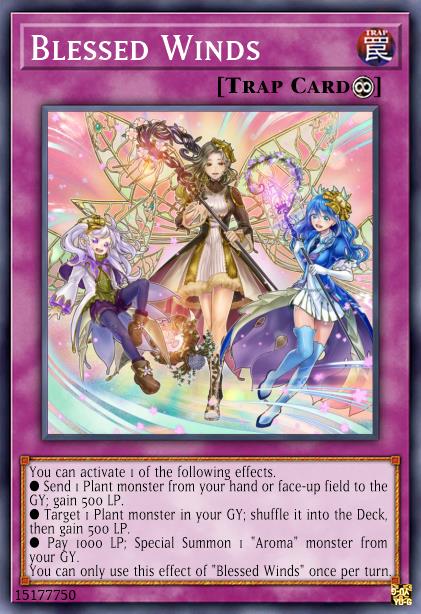 Blessed Winds
TRAP
罠
[Trap Card]
You can activate 1 of the following effects.
● Send 1 Plant monster from your hand or face-up field to the
GY; gain 500 LP.
● Target 1 Plant monster in your GY; shuffle it into the Deck,
then gain 500 LP.
● Pay 1000 LP; Special Summon 1 "Aroma" monster from
your GY.
You can only use this effect of "Blessed Winds" once per turn.
15177750